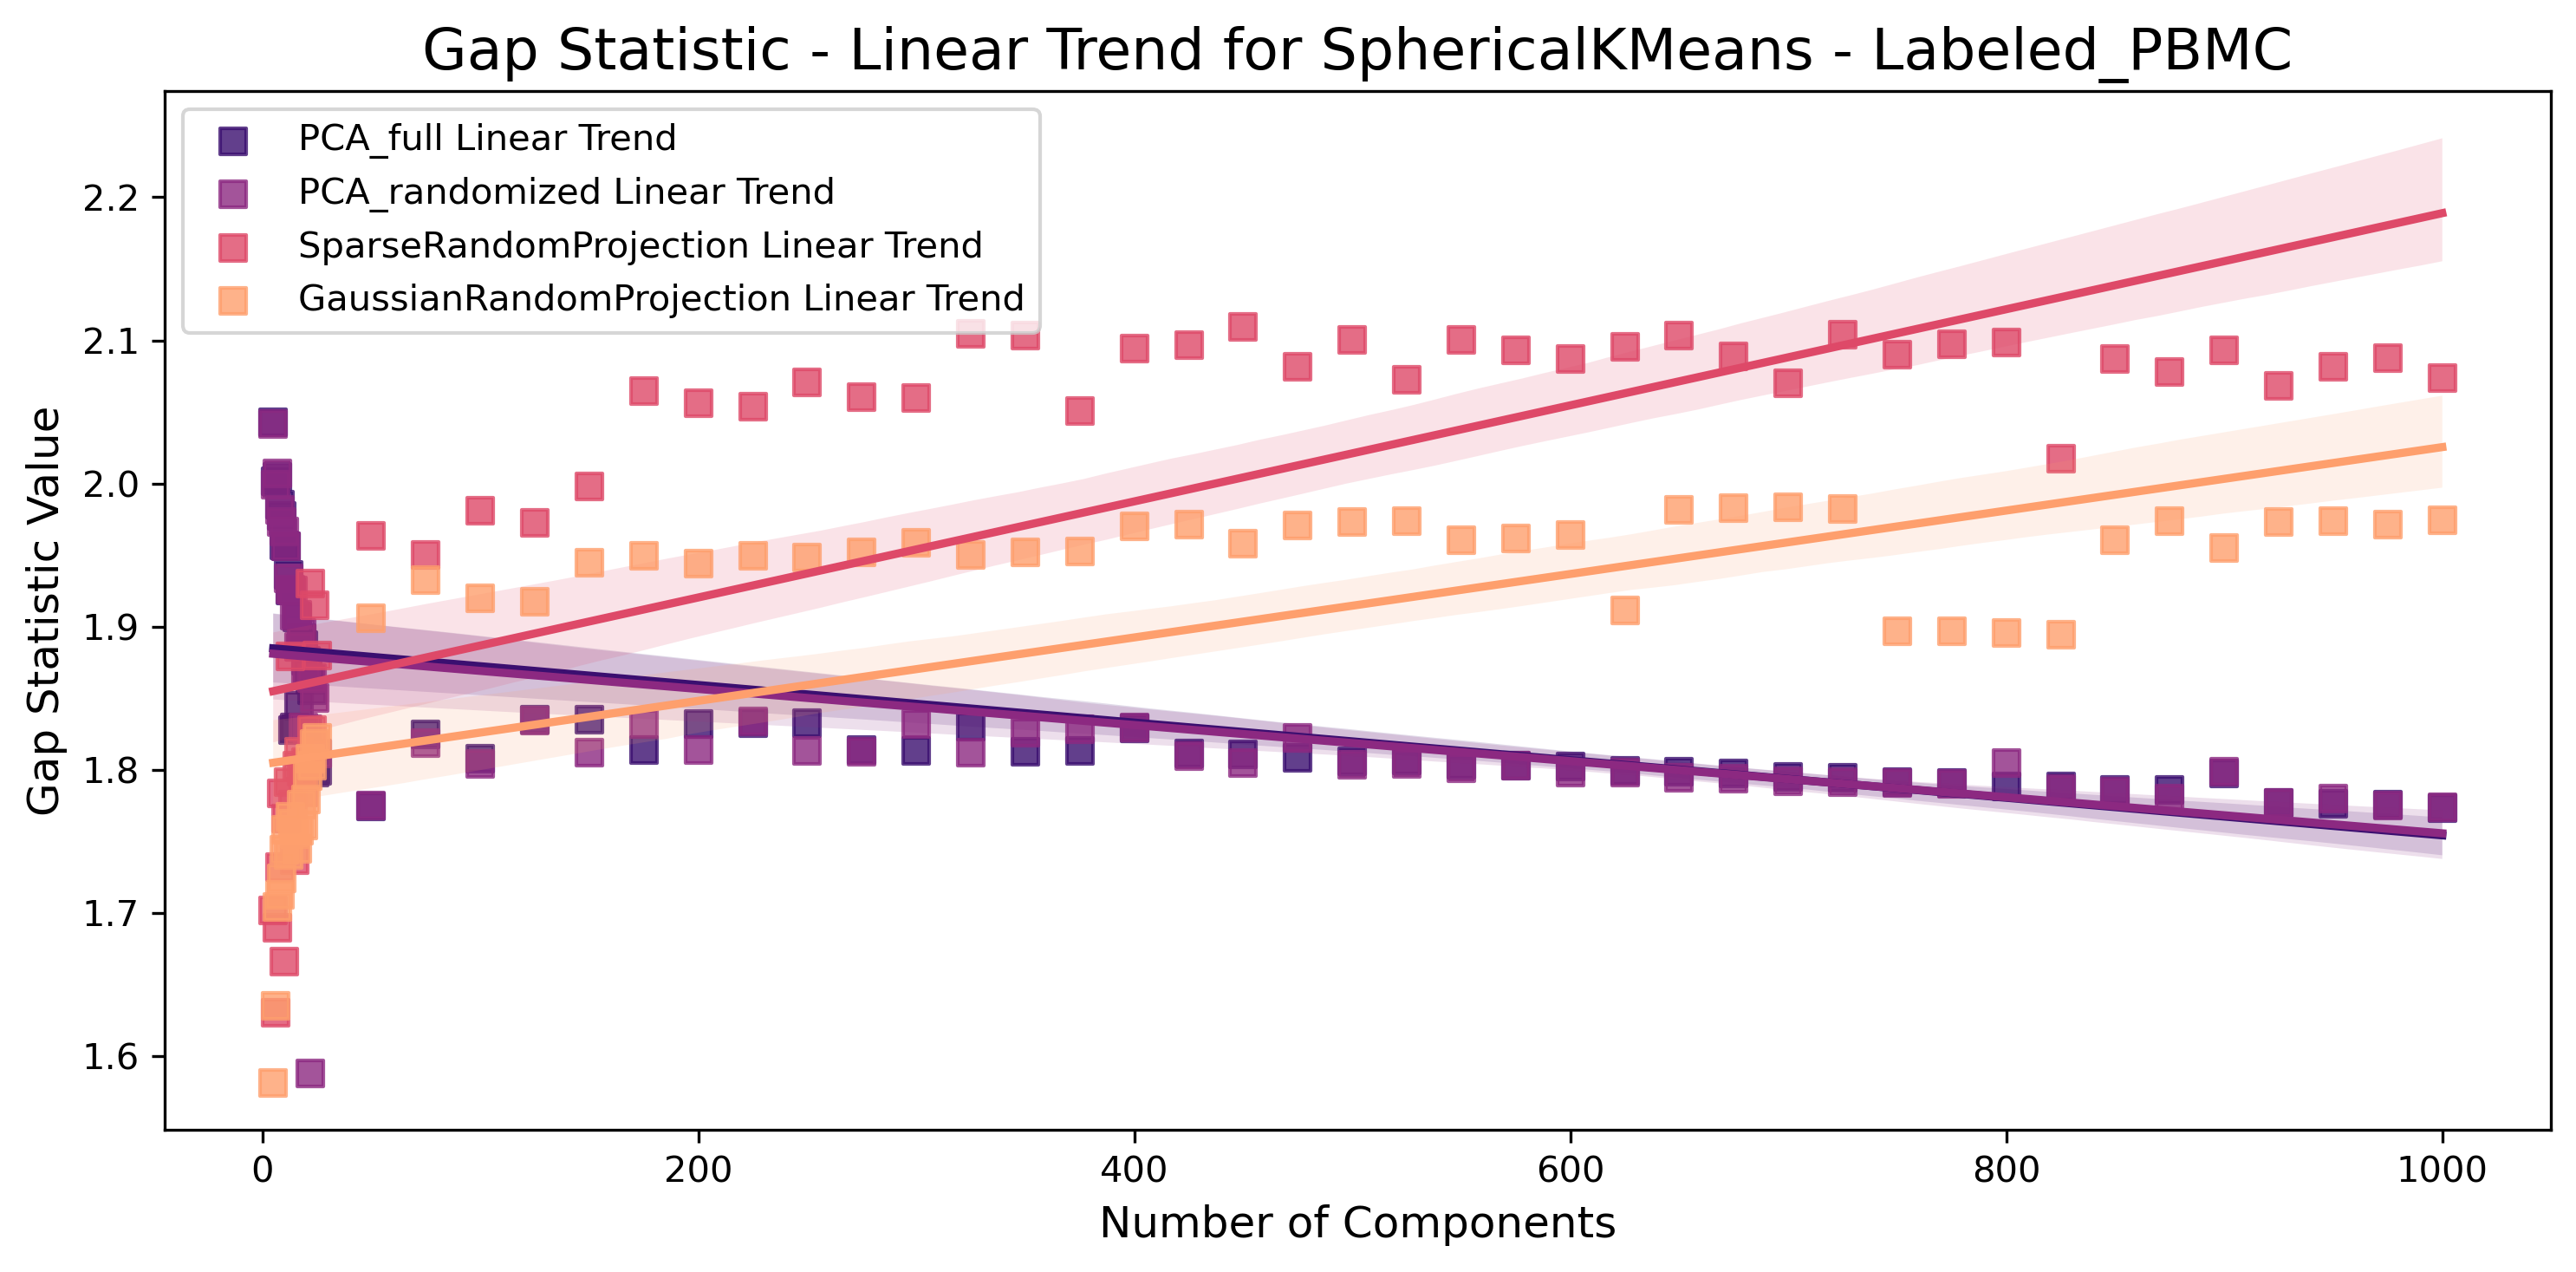 Gap Statistic - Linear Trend for SphericalKMeans - Labeled_PBMC
PCA_full Linear Trend
PCA_randomized Linear Trend
SparseRandomProjection Linear Trend
GaussianRandomProjection Linear Trend
Gap Statistic Value
2.2
2.1
2.0
1.9
1.8
1.7
1.6
0 200 400 600 800 1000
Number of Components